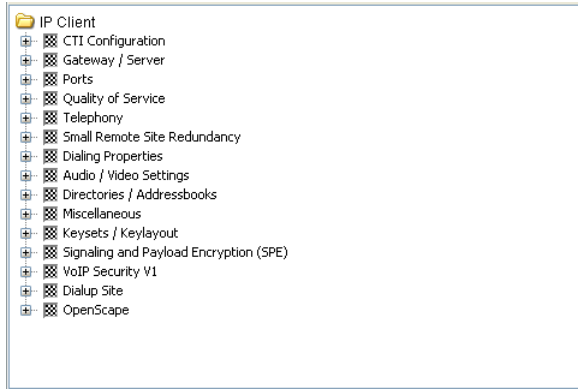 IP Client
CTI Configuration
Gateway / Server
Ports
Quality of Service
Telephony
Small Remote Site Redundancy
Dialing Properties
Audio / Video Settings
Directories / Addressbooks
Miscellaneous
Keysets / Keylayout
Signaling and Payload Encryption (SPE)
VoIP Security V1
Dialup Site
OpenScape